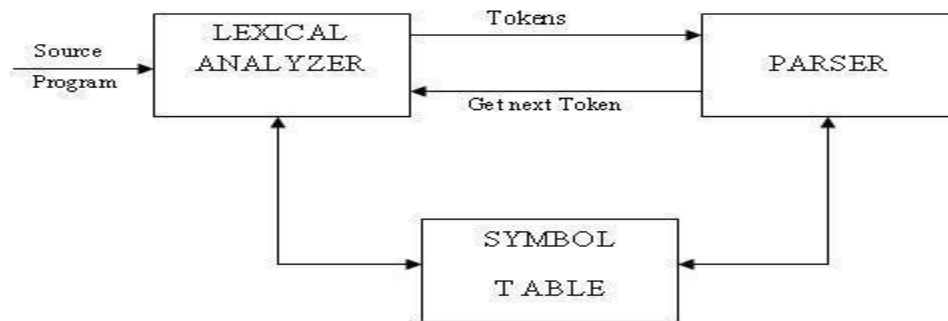 Source
Program
LEXICAL
ANALYZER
Tokens
Get next Token
PARSER
SYMBOL
TABLE